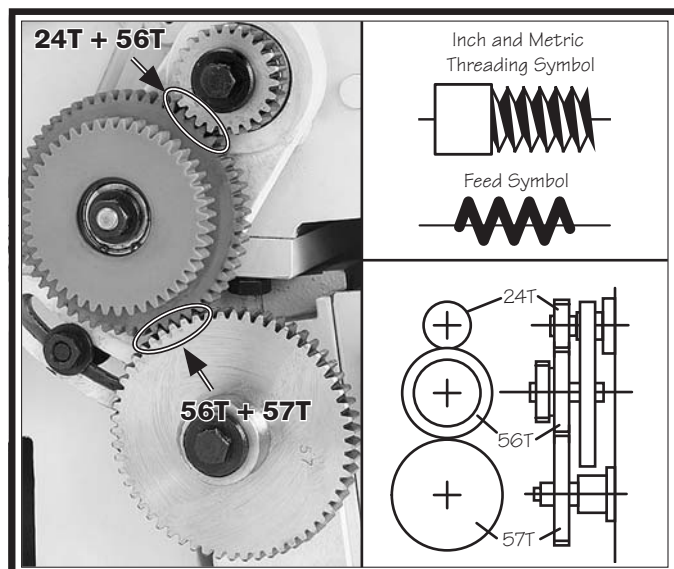 24T + 56T
56T + 57T
57
Inch and Metric
Threading Symbol
Feed Symbol
24T
56T
57T